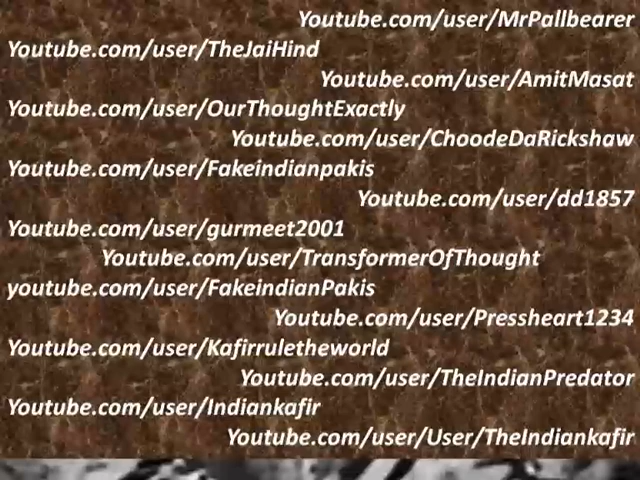 Youtube.com/user/MrPallbearer
Youtube.com/user/TheJaiHind
Youtube.com/user/AmitMasat
Youtube.com/user/OurThoughtExactly
Youtube.com/user/ChoodeDaRickshaw
Youtube.com/user/Fakeindianpakis
Youtube.com/user/dd1857
Youtube.com/user/gurmeet2001
Youtube.com/user/TransformerOfThought
youtube.com/user/FakeindianPakis
Youtube.com/user/Pressheart1234
Youtube.com/user/Kafirruletheworld
Youtube.com/user/TheIndianPredator
Youtube.com/user/Indiankafir
Youtube.com/user/User/TheIndiankafir